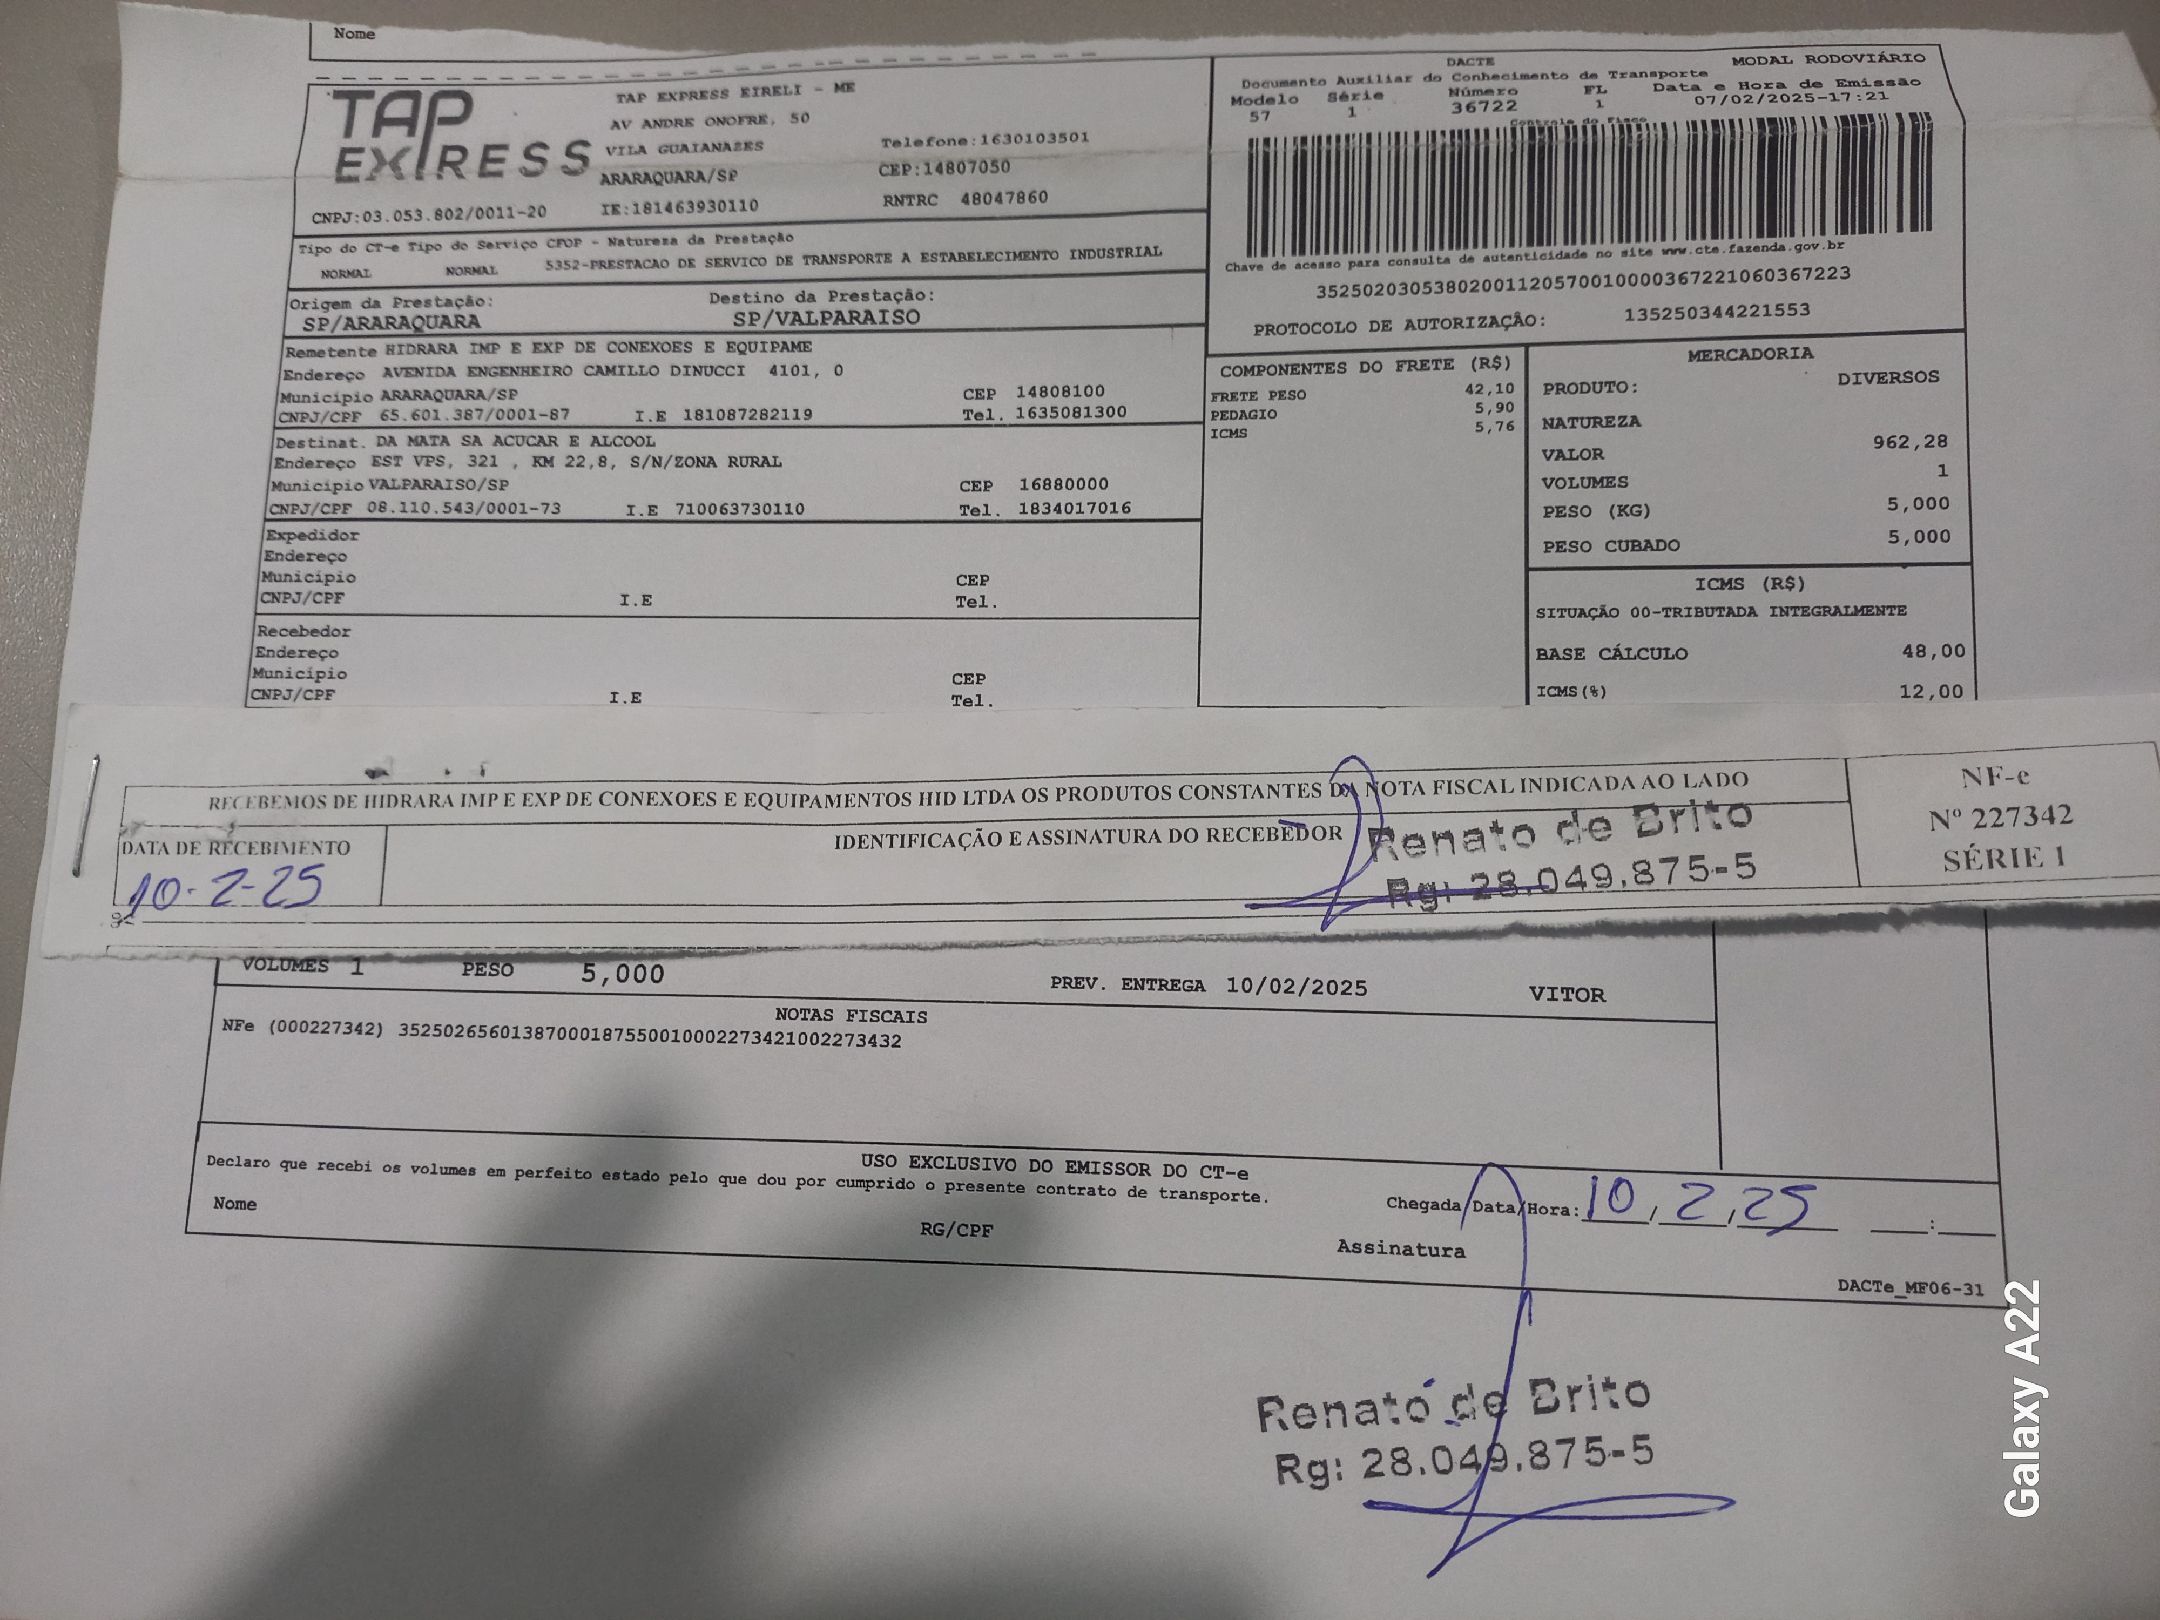 Nome
TAP EXPRESS
TAP EXPRESS EIRELI - ME
AV ANDRE ONOFRE, 50
VILA GUAIANAZES Telefone:1630103501
ARARAQUARA/SP CEP:14807050
CNPJ:03.053.802/0011-20 IE:181463930110 RNTRC 48047860
DACTE MODAL RODOVIÁRIO
Documento Auxiliar do Conhecimento de Transporte
Modelo Série Número FL Data e Hora de Emissão
57 1 36722 1 07/02/2025-17:21
Controle do Fisco
Chave de acesso para consulta de autenticidade no site www.cte.fazenda.gov.br
35250203053802001120570010000367221060367223
PROTOCOLO DE AUTORIZAÇÃO: 135250344221553
Tipo do CT-e Tipo do Serviço CFOP - Natureza da Prestação
NORMAL NORMAL 5352-PRESTACAO DE SERVICO DE TRANSPORTE A ESTABELECIMENTO INDUSTRIAL
Origem da Prestação: Destino da Prestação:
SP/ARARAQUARA SP/VALPARAISO
Remetente HIDRARA IMP E EXP DE CONEXOES E EQUIPAME
Endereço AVENIDA ENGENHEIRO CAMILLO DINUCCI 4101, 0
Município ARARAQUARA/SP CEP 14808100
CNPJ/CPF 65.601.387/0001-87 I.E 181087282119 Tel. 1635081300
Destinat. DA MATA SA ACUCAR E ALCOOL
Endereço EST VPS, 321 , KM 22,8, S/N/ZONA RURAL
Município VALPARAISO/SP CEP 16880000
CNPJ/CPF 08.110.543/0001-73 I.E 710063730110 Tel. 1834017016
Expedidor
Endereço
Município CEP
CNPJ/CPF I.E Tel.
Recebedor
Endereço
Município CEP
CNPJ/CPF I.E Tel.
COMPONENTES DO FRETE (R$)
FRETE PESO 42,10
PEDAGIO 5,90
ICMS 5,76
MERCADORIA
PRODUTO: DIVERSOS
NATUREZA
VALOR 962,28
VOLUMES 1
PESO (KG) 5,000
PESO CUBADO 5,000
ICMS (R$)
SITUAÇÃO 00-TRIBUTADA INTEGRALMENTE
BASE CÁLCULO 48,00
ICMS(%) 12,00
RECEBEMOS DE HIDRARA IMP E EXP DE CONEXOES E EQUIPAMENTOS HID LTDA OS PRODUTOS CONSTANTES DA NOTA FISCAL INDICADA AO LADO
DATA DE RECEBIMENTO
10-2-25
IDENTIFICAÇÃO E ASSINATURA DO RECEBEDOR
Renato de Brito
Rg: 28.049.875-5
NF-e
Nº 227342
SÉRIE 1
VOLUMES 1 PESO 5,000 PREV. ENTREGA 10/02/2025 VITOR
NOTAS FISCAIS
NFe (000227342) 35250265601387000187550010002273421002273432
USO EXCLUSIVO DO EMISSOR DO CT-e
Declaro que recebi os volumes em perfeito estado pelo que dou por cumprido o presente contrato de transporte.
Chegada/Data/Hora: 10/2/25 :
Nome RG/CPF Assinatura
DACTe_MF06-31
Renato de Brito
Rg: 28.049.875-5
Galaxy A22